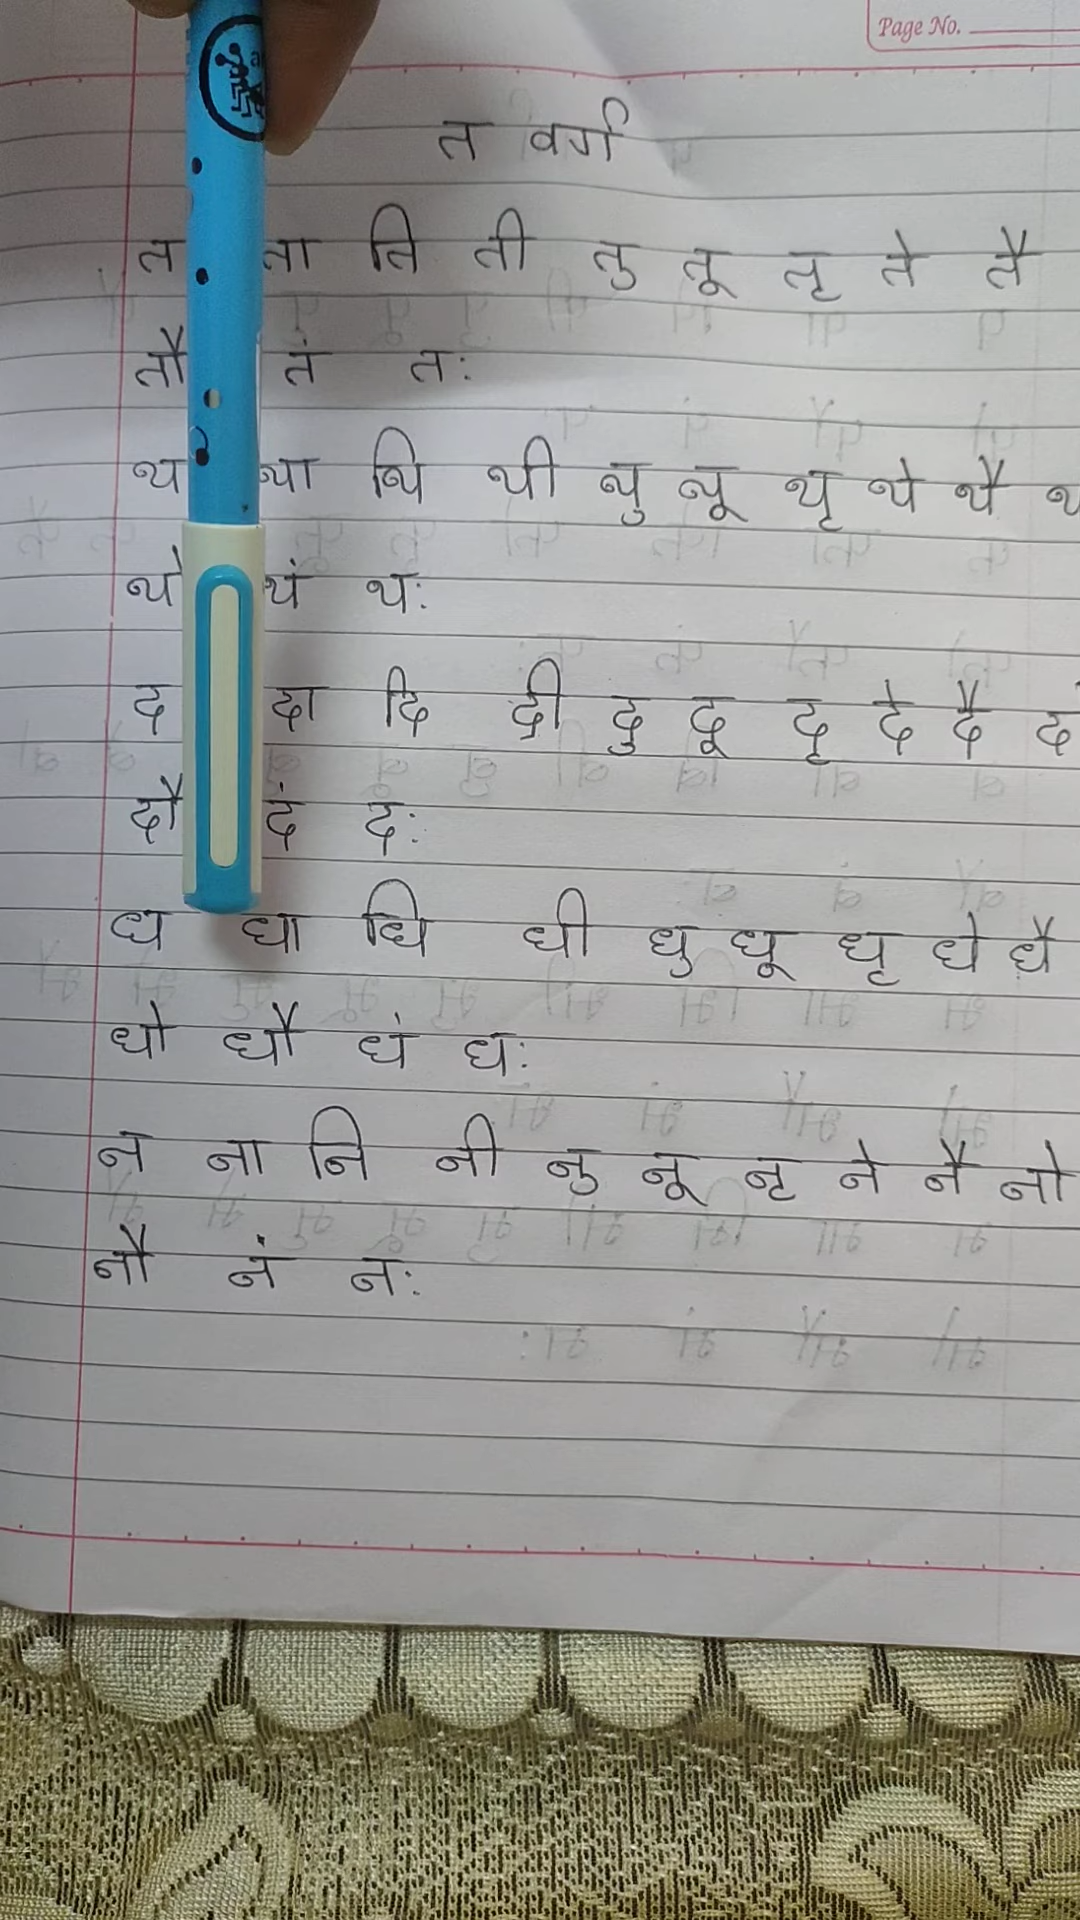 Page No.
त वर्ग
त ता ति ती तु तू तृ ते तै
तौ तं तः
थ था थि थी थु थू थृ थे थै
थौ थं थः
द दा दि दी दु दू दृ दे दै
दौ दं दः
ध धा धि धी धु धू धृ धे धै
धो धौ धं धः
न ना नि नी नु नू नृ ने नै नो
नौ नं नः